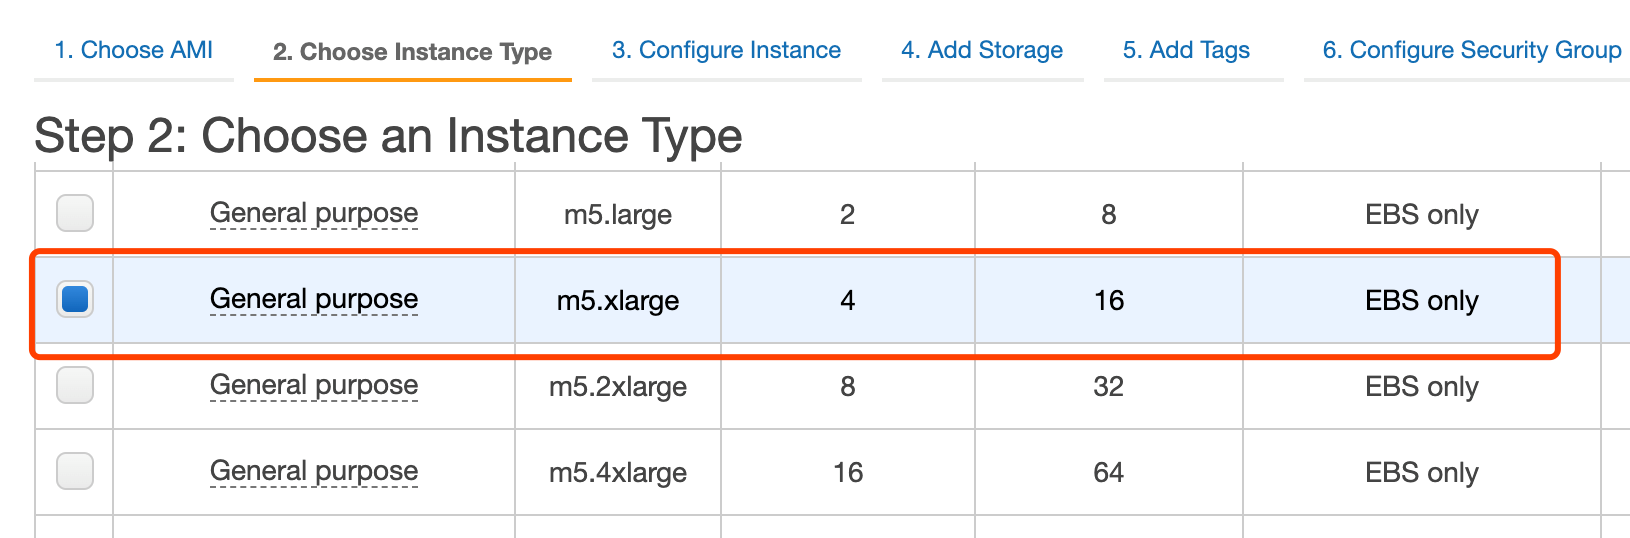 1. Choose AMI 2. Choose Instance Type 3. Configure Instance 4. Add Storage 5. Add Tags 6. Configure Security Group
Step 2: Choose an Instance Type
General purpose m5.large 2 8 EBS only
General purpose m5.xlarge 4 16 EBS only
General purpose m5.2xlarge 8 32 EBS only
General purpose m5.4xlarge 16 64 EBS only